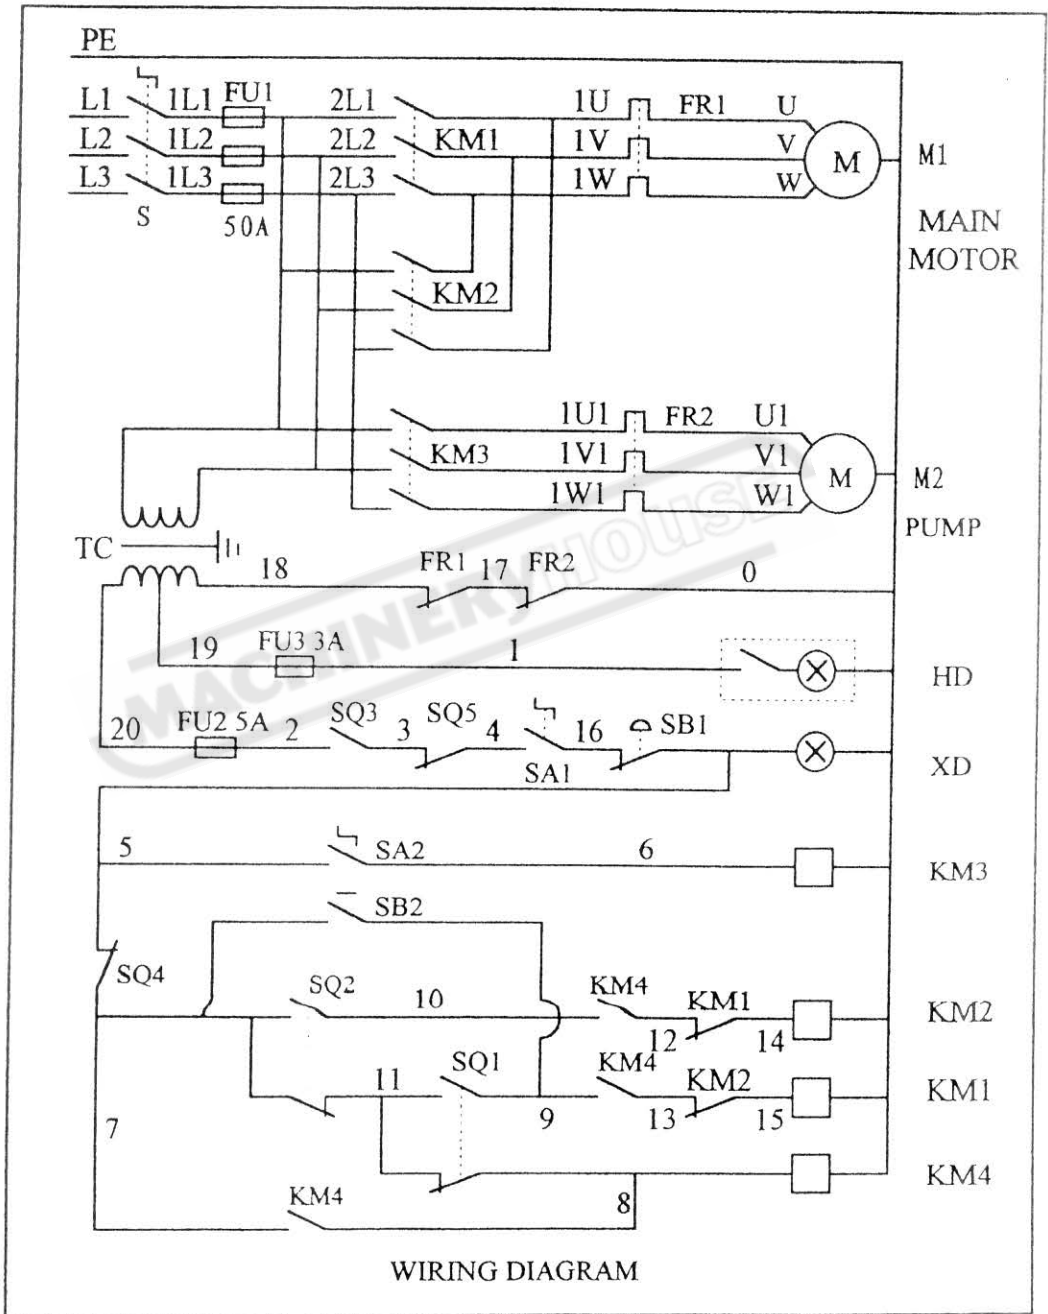 PE
L1 1L1 FU1 2L1 1U FR1 U
L2 1L2 2L2 KM1 1V V M M1
L3 1L3 2L3 1W W
S 50A MAIN
MOTOR
KM2
1U1 FR2 U1
KM3 1V1 V1 M M2
1W1 W1
PUMP
TC
18 FR1 17 FR2 0
19 FU3 3A 1 HD
20 FU2 5A 2 SQ3 3 SQ5 4 16 SB1
SA1 XD
5 SA2 6 KM3
SB2
SQ4
SQ2 10 KM4 KM1 KM2
12 14
11 SQ1 KM4 KM2 KM1
9 13 15
7
KM4 8 KM4
WIRING DIAGRAM
MACHINERYHOUSE